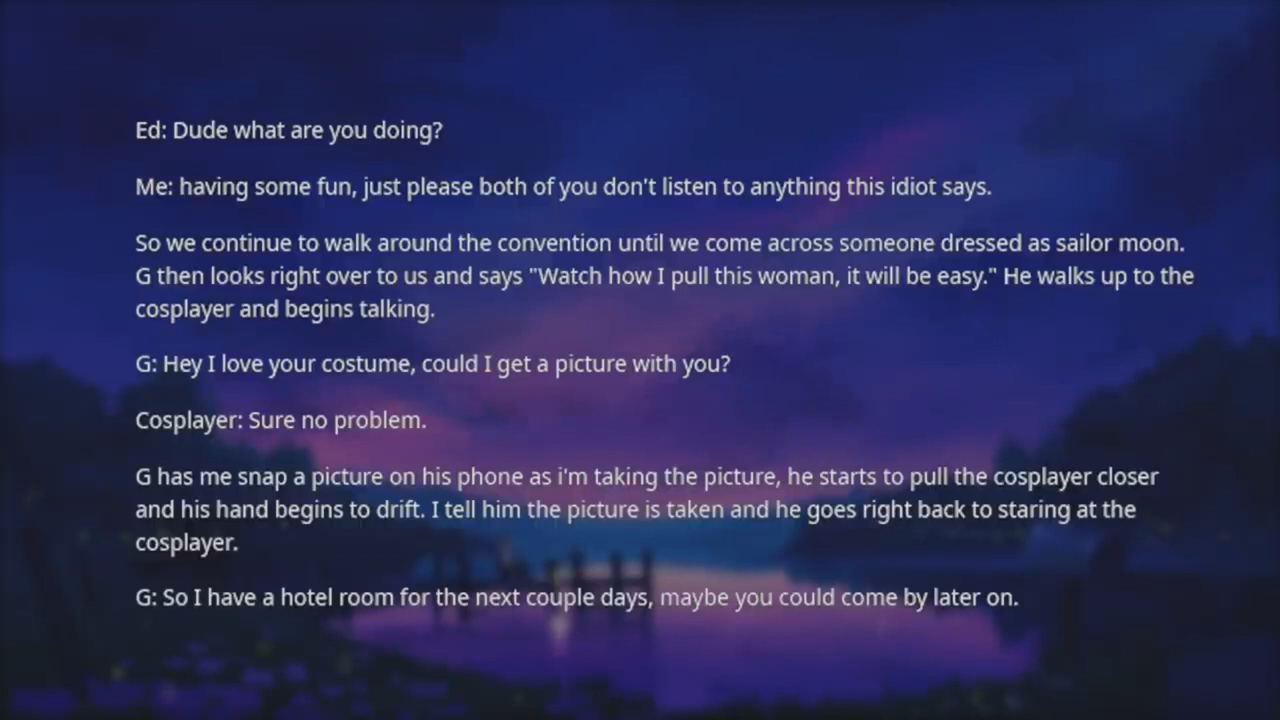 Ed: Dude what are you doing?
Me: having some fun, just please both of you don't listen to anything this idiot says.
So we continue to walk around the convention until we come across someone dressed as sailor moon.
G then looks right over to us and says "Watch how I pull this woman, it will be easy." He walks up to the
cosplayer and begins talking.
G: Hey I love your costume, could I get a picture with you?
Cosplayer: Sure no problem.
G has me snap a picture on his phone as i'm taking the picture, he starts to pull the cosplayer closer
and his hand begins to drift. I tell him the picture is taken and he goes right back to staring at the
cosplayer.
G: So I have a hotel room for the next couple days, maybe you could come by later on.